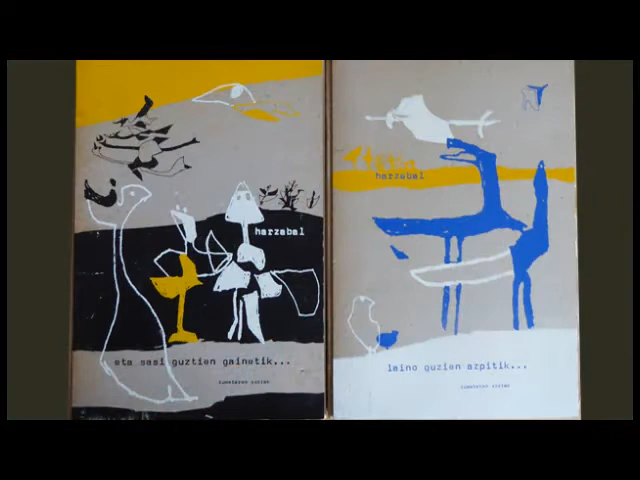 harzabal
eta sasi guztien gainetik...
harzabal
laino guzien azpitik...